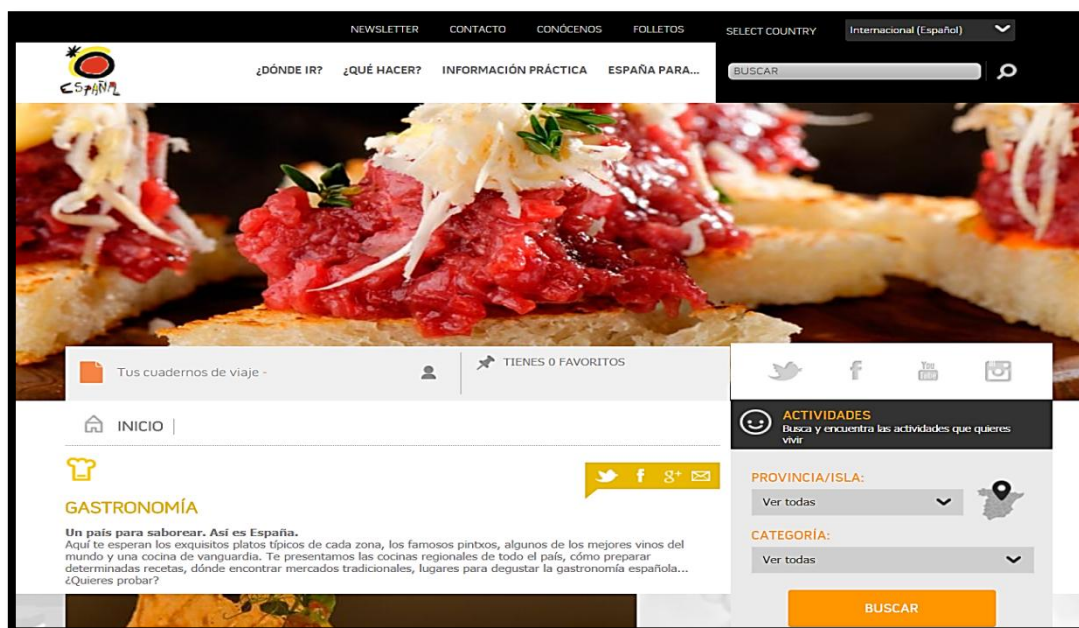 NEWSLETTER CONTACTO CONÓCENOS FOLLETOS SELECT COUNTRY Internacional (Español)
ESPAÑA
¿DÓNDE IR? ¿QUÉ HACER? INFORMACIÓN PRÁCTICA ESPAÑA PARA... BUSCAR
Tus cuadernos de viaje -
TIENES 0 FAVORITOS
You Tube
INICIO
GASTRONOMÍA
Un país para saborear. Así es España.
Aquí te esperan los exquisitos platos típicos de cada zona, los famosos pintxos, algunos de los mejores vinos del
mundo y una cocina de vanguardia. Te presentamos las cocinas regionales de todo el país, cómo preparar
determinadas recetas, dónde encontrar mercados tradicionales, lugares para degustar la gastronomía española...
¿Quieres probar?
ACTIVIDADES
Busca y encuentra las actividades que quieres
vivir
PROVINCIA/ISLA:
Ver todas
CATEGORÍA:
Ver todas
BUSCAR